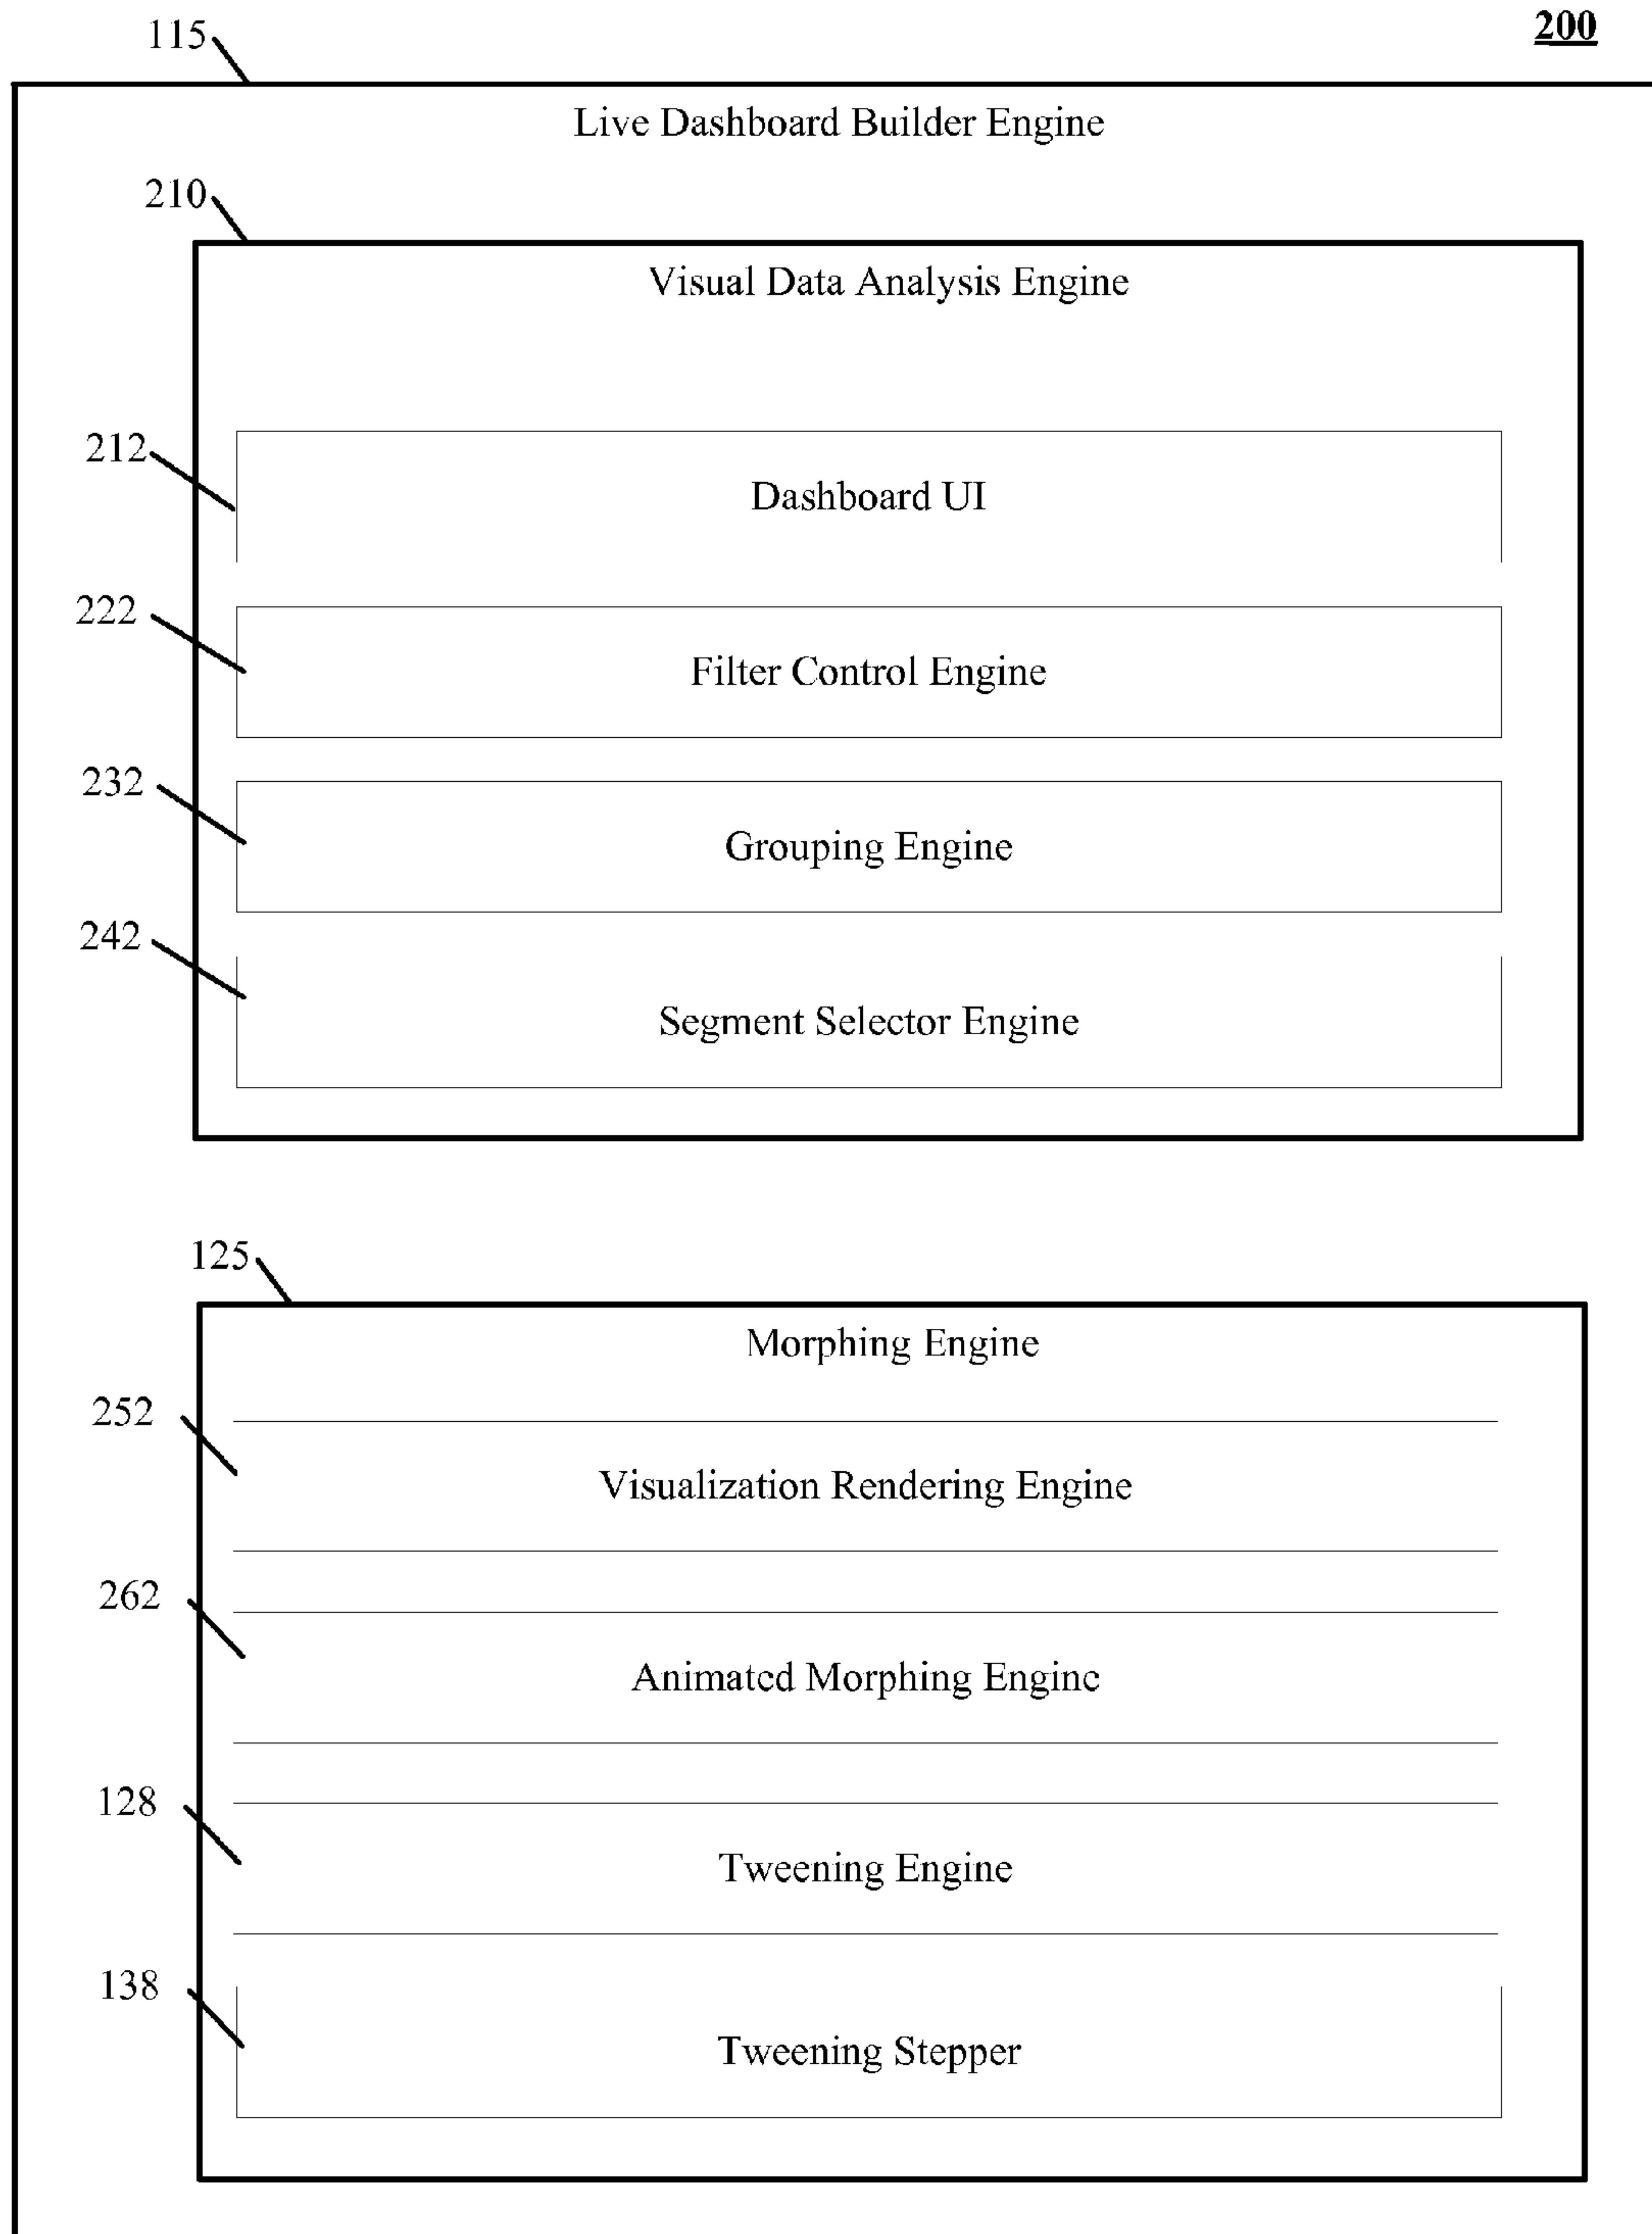 200
115
Live Dashboard Builder Engine
210
Visual Data Analysis Engine
212
Dashboard UI
222
Filter Control Engine
232
Grouping Engine
242
Segment Selector Engine
125
Morphing Engine
252
Visualization Rendering Engine
262
Animated Morphing Engine
128
Tweening Engine
138
Tweening Stepper